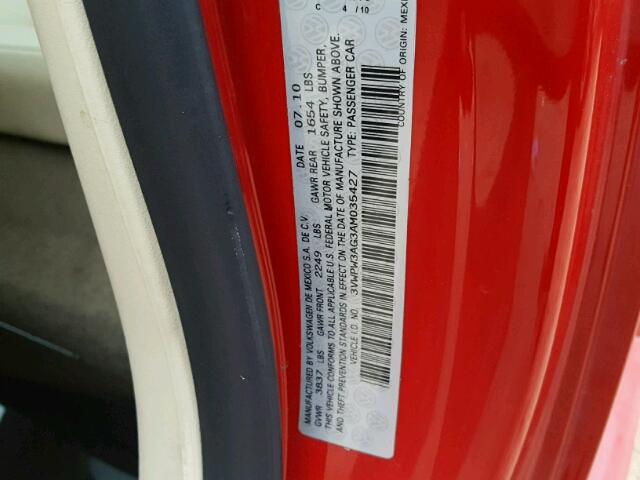 MANUFACTURED BY VOLKSWAGEN DE MEXICO S.A. DE C.V. DATE 07.10
GVWR 3837 LBS GAWR FRONT 2249 LBS GAWR REAR 1654 LBS
THIS VEHICLE CONFORMS TO ALL APPLICABLE U.S. FEDERAL MOTOR VEHICLE SAFETY, BUMPER,
AND THEFT PREVENTION STANDARDS IN EFFECT ON THE DATE OF MANUFACTURE SHOWN ABOVE.
VEHICLE I.D. NO. 3VWPW3AG3AM035427 TYPE: PASSENGER CAR
COUNTRY OF ORIGIN: MEXI
C 4 /10